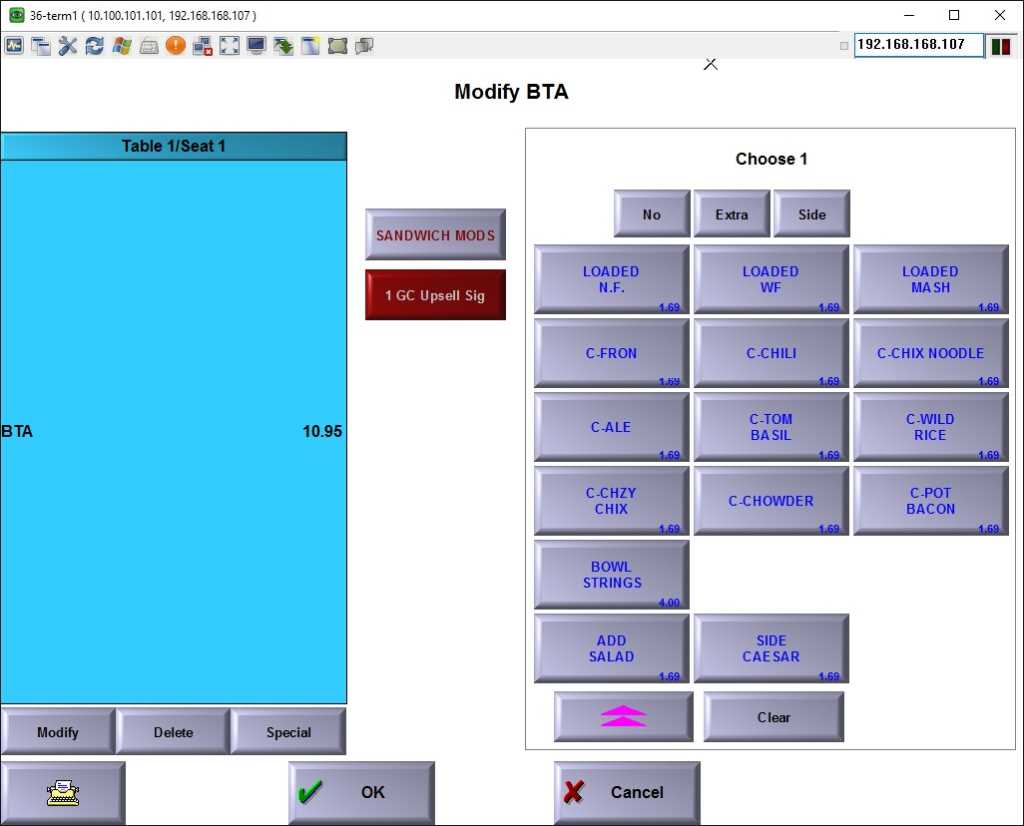 36-term1 ( 10.100.101.101, 192.168.168.107 )
192.168.168.107
Modify BTA
Table 1/Seat 1
BTA 10.95
SANDWICH MODS
1 GC Upsell Sig
Choose 1
No Extra Side
LOADED
N.F.
1.69
LOADED
WF
1.69
LOADED
MASH
1.69
C-FRON
1.69
C-CHILI
1.69
C-CHIX NOODLE
1.69
C-ALE
1.69
C-TOM
BASIL
1.69
C-WILD
RICE
1.69
C-CHZY
CHIX
1.69
C-CHOWDER
1.69
C-POT
BACON
1.69
BOWL
STRINGS
4.00
ADD
SALAD
1.69
SIDE
CAESAR
1.69
Clear
Modify Delete Special
OK Cancel